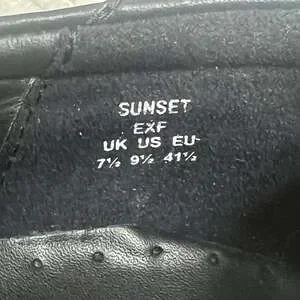 SUNSET
EXF
UK US EU-
7½ 9½ 41½